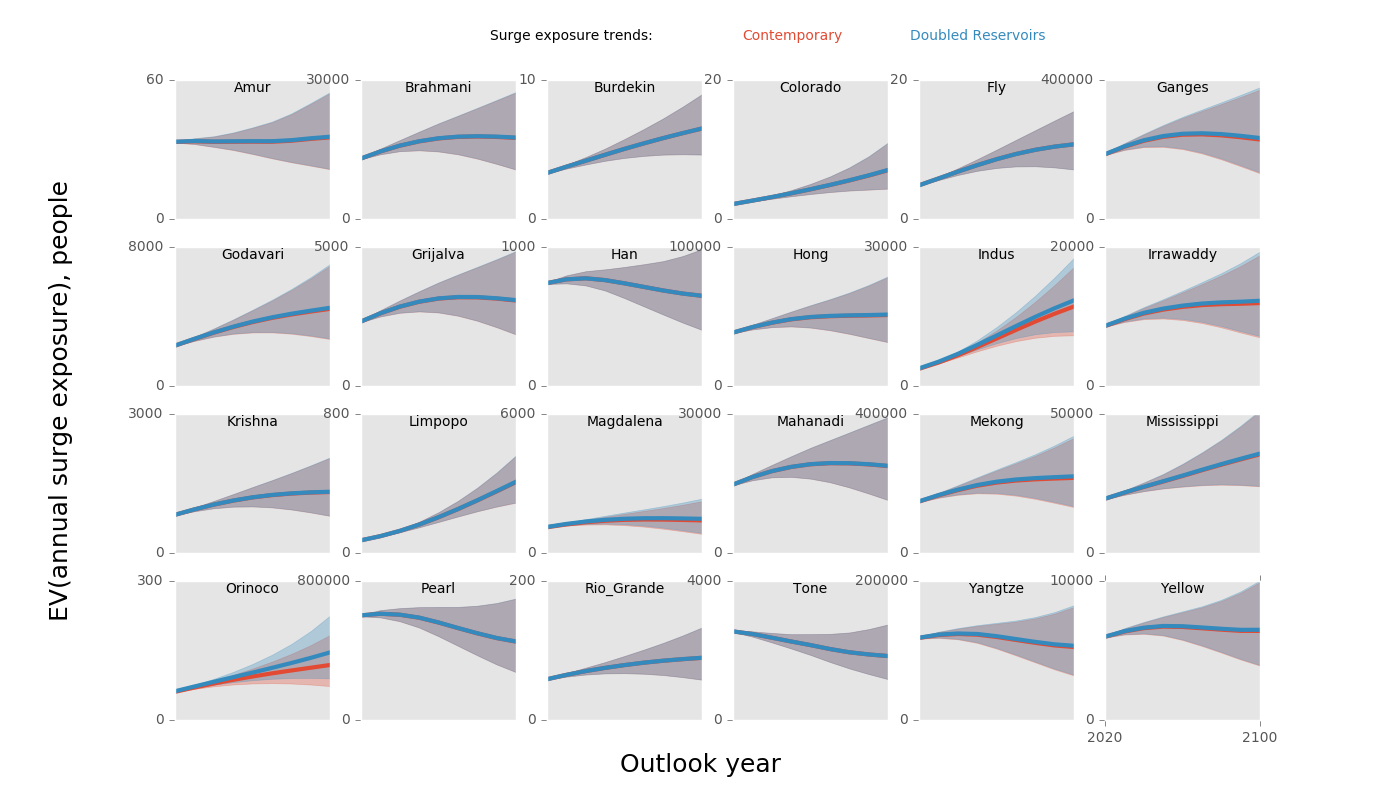 Surge exposure trends: Contemporary Doubled Reservoirs
60 Amur 30000 Brahmani 10 Burdekin 20 Colorado 20 Fly 400000 Ganges
0 0 0 0 0 0
8000 Godavari 5000 Grijalva 1000 Han 100000 Hong 30000 Indus 20000 Irrawaddy
0 0 0 0 0 0
3000 Krishna 800 Limpopo 6000 Magdalena 30000 Mahanadi 400000 Mekong 50000 Mississippi
0 0 0 0 0 0
300 Orinoco 800000 Pearl 200 Rio_Grande 4000 Tone 200000 Yangtze 10000 Yellow
0 0 0 0 0 0
2020 2100
EV(annual surge exposure), people
Outlook year